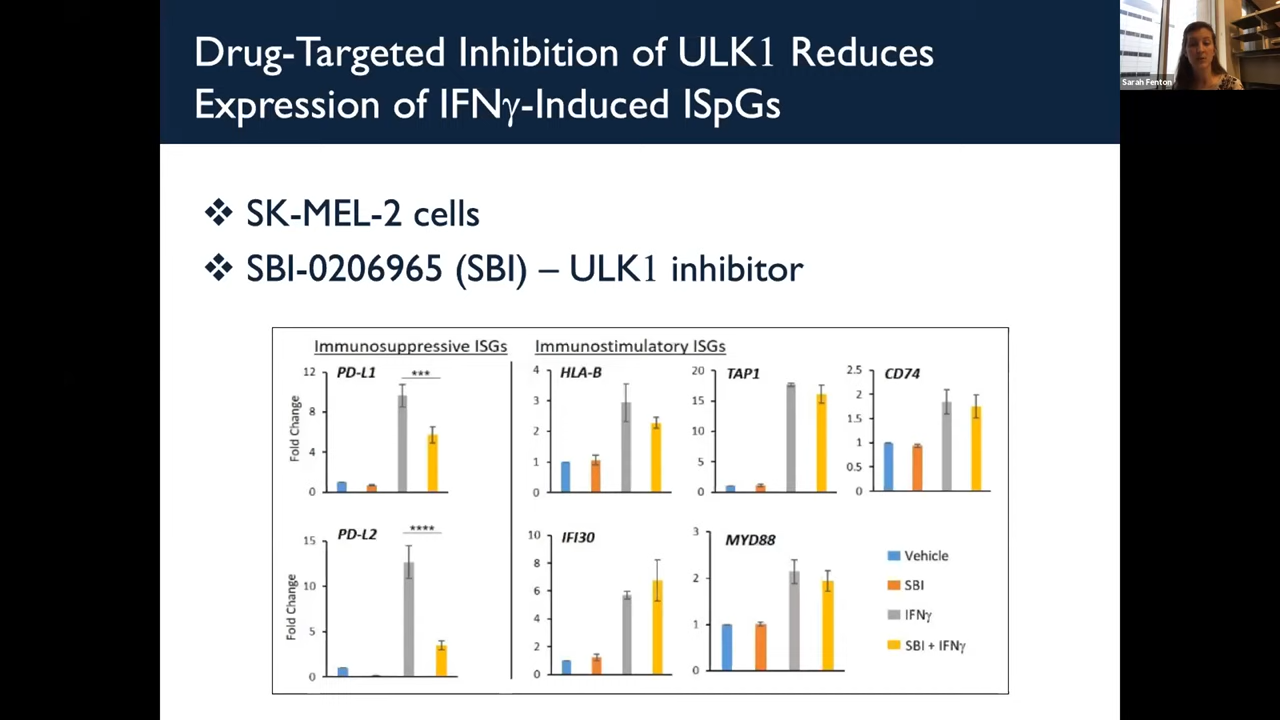 Drug-Targeted Inhibition of ULK1 Reduces
Expression of IFNγ-Induced ISpGs
Sarah Fenton
❖ SK-MEL-2 cells
❖ SBI-0206965 (SBI) – ULK1 inhibitor
Immunosuppressive ISGs
Immunostimulatory ISGs
PD-L1
***
12
8
4
0
Fold Change
HLA-B
4
3
2
1
0
TAP1
20
15
10
5
0
CD74
2.5
2
1.5
1
0.5
0
PD-L2
****
15
10
5
0
Fold Change
IFI30
10
8
6
4
2
0
MYD88
3
2
1
0
Vehicle
SBI
IFNγ
SBI + IFNγ